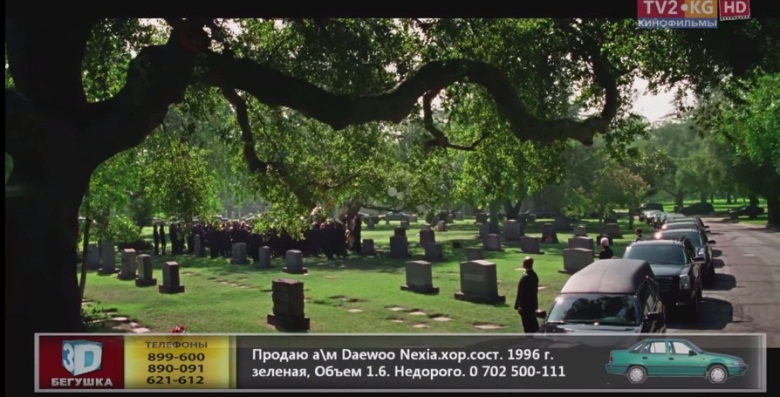 TV2•KG HD
КИНОФИЛЬМЫ
3D
БЕГУШКА
ТЕЛЕФОНЫ
899-600
890-091
621-612
Продаю а\м Daewoo Nexia.хор.сост. 1996 г.
зеленая, Объем 1.6. Недорого. 0 702 500-111